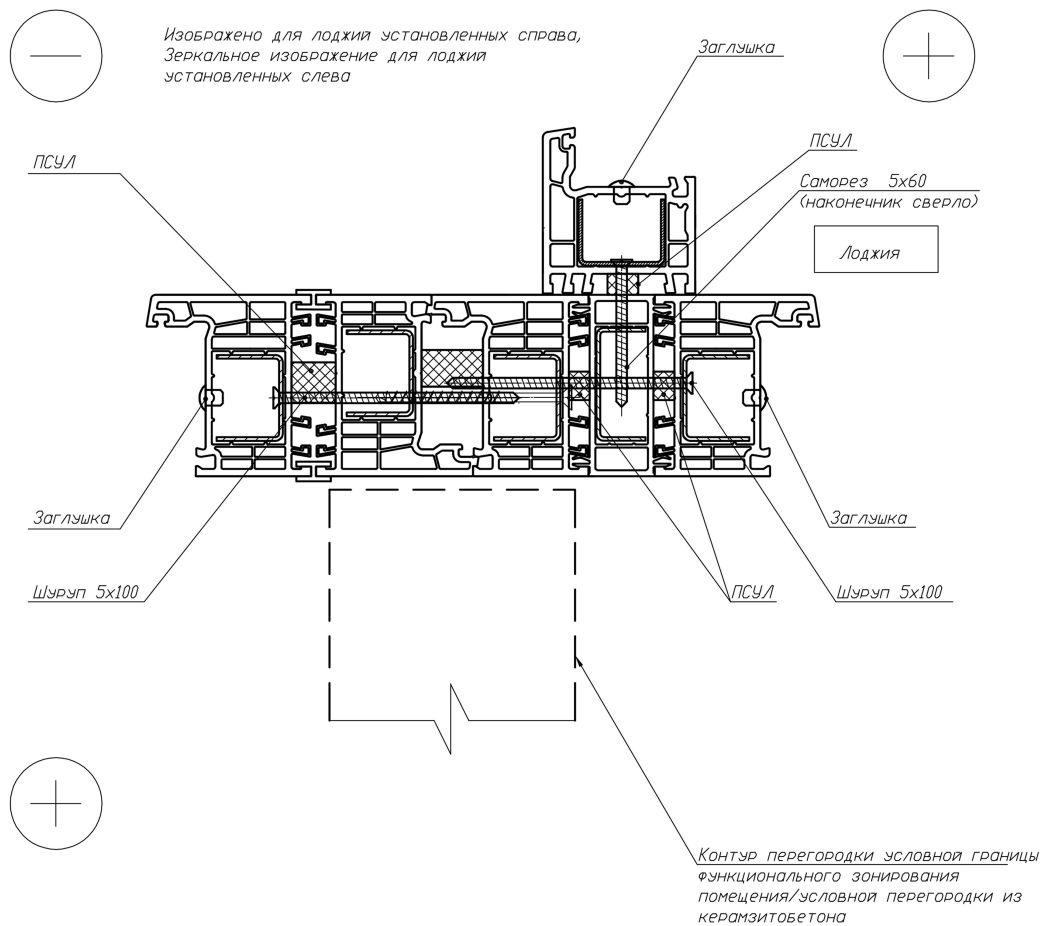 Изображено для лоджий установленных справа,
Зеркальное изображение для лоджий
установленных слева
Заглушка
ПСУЛ
ПСУЛ
Саморез 5х60
(наконечник сверло)
Лоджия
Заглушка
Заглушка
Шуруп 5х100
ПСУЛ
Шуруп 5х100
Контур перегородки условной границы
функционального зонирования
помещения/условной перегородки из
керамзитобетона